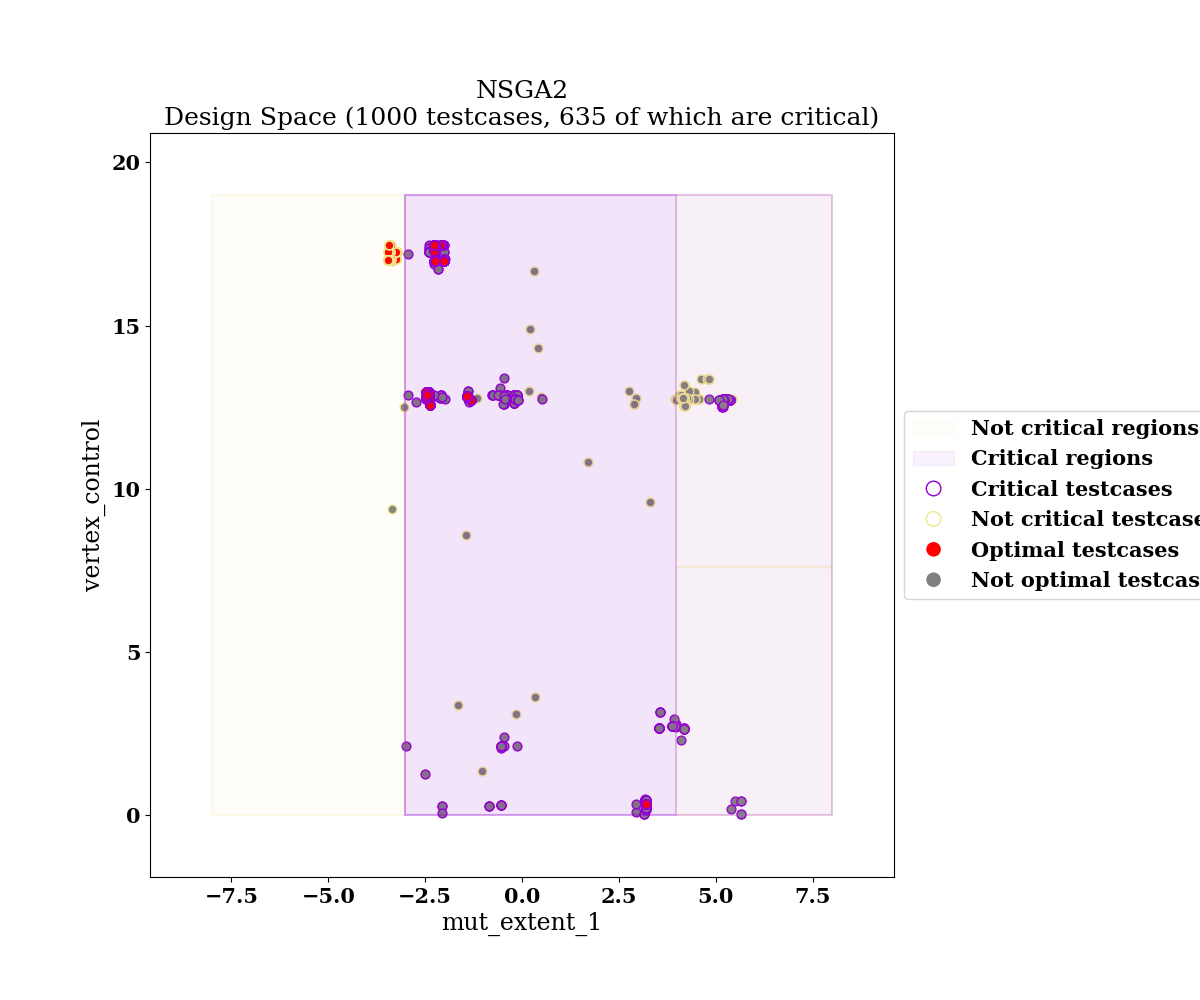 NSGA2
Design Space (1000 testcases, 635 of which are critical)
20
15
10
5
0
vertex_control
−7.5
−5.0
−2.5
0.0
2.5
5.0
7.5
mut_extent_1
Not critical regions
Critical regions
Critical testcases
Not critical testcase
Optimal testcases
Not optimal testcas